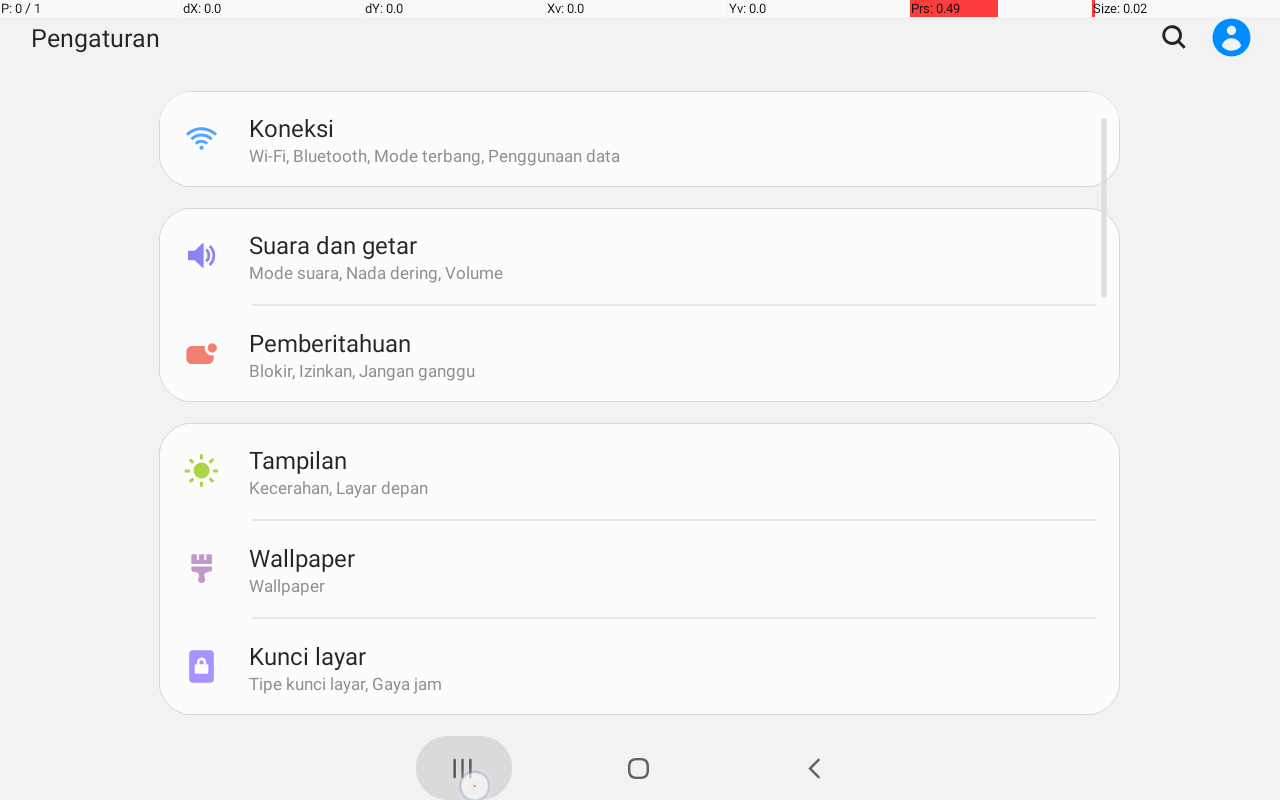 P: 0 / 1 dX: 0.0 dY: 0.0 Xv: 0.0 Yv: 0.0 Prs: 0.49 Size: 0.02
Pengaturan
Koneksi
Wi-Fi, Bluetooth, Mode terbang, Penggunaan data
Suara dan getar
Mode suara, Nada dering, Volume
Pemberitahuan
Blokir, Izinkan, Jangan ganggu
Tampilan
Kecerahan, Layar depan
Wallpaper
Wallpaper
Kunci layar
Tipe kunci layar, Gaya jam